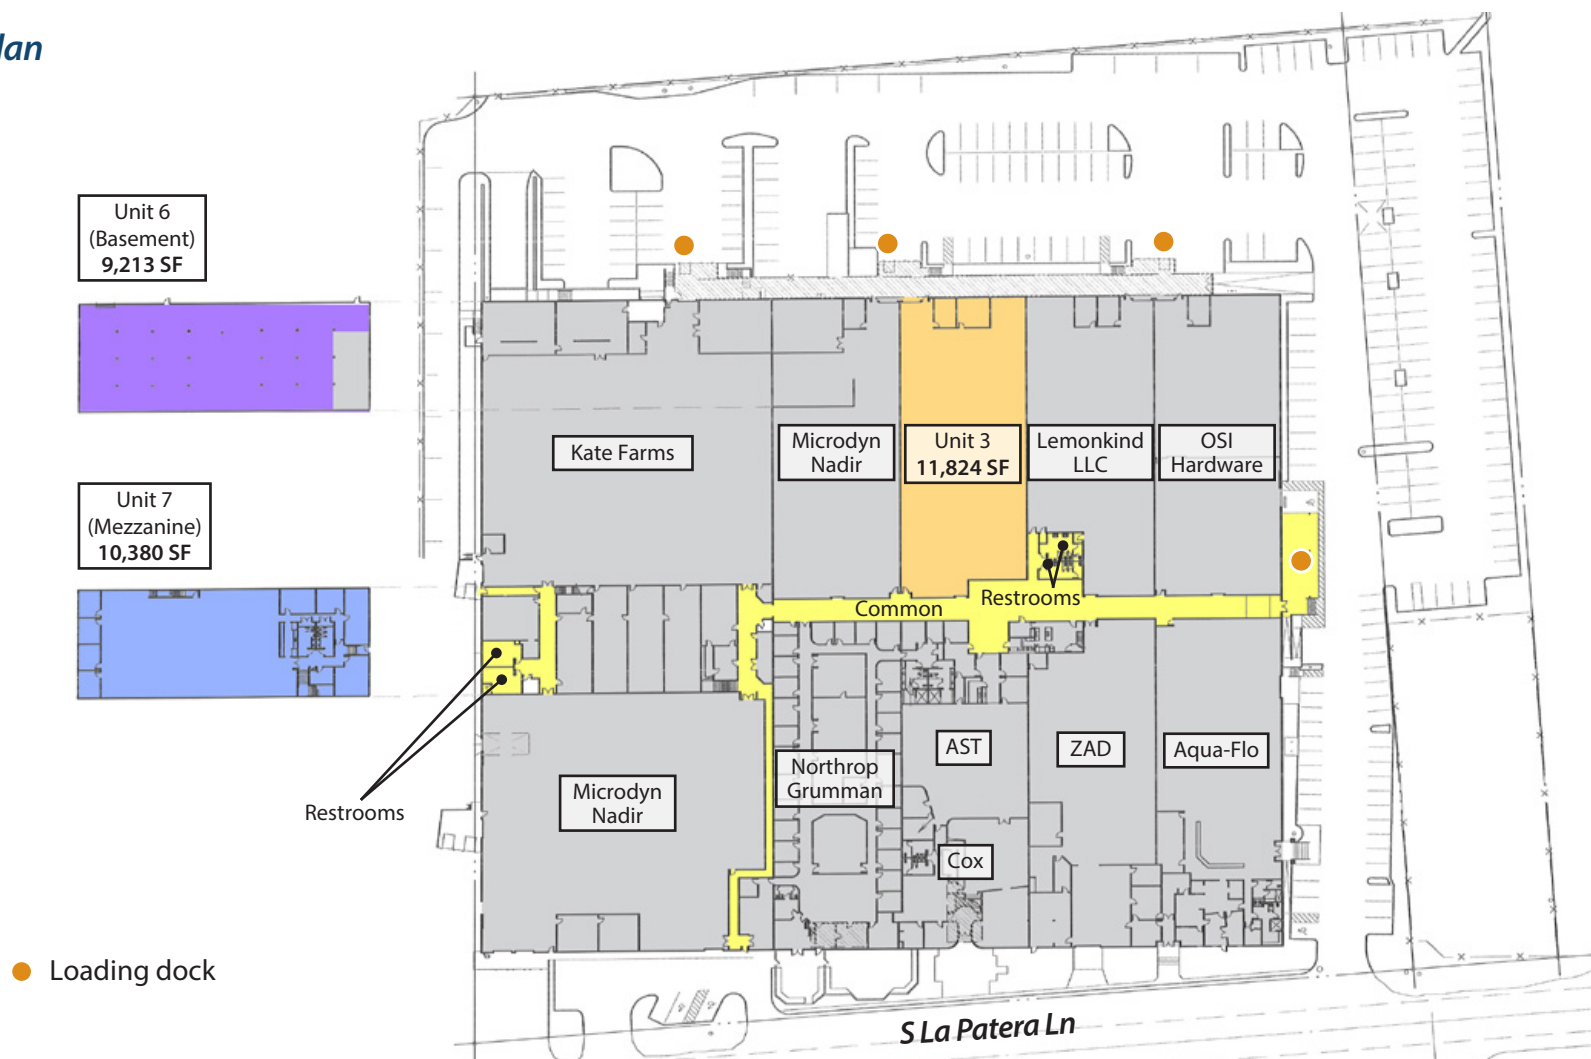 lan
Unit 6
(Basement)
9,213 SF
Unit 7
(Mezzanine)
10,380 SF
Kate Farms
Microdyn
Nadir
Unit 3
11,824 SF
Lemonkind
LLC
OSI
Hardware
Common
Restrooms
Restrooms
Microdyn
Nadir
Northrop
Grumman
AST
ZAD
Aqua-Flo
Cox
Loading dock
S La Patera Ln